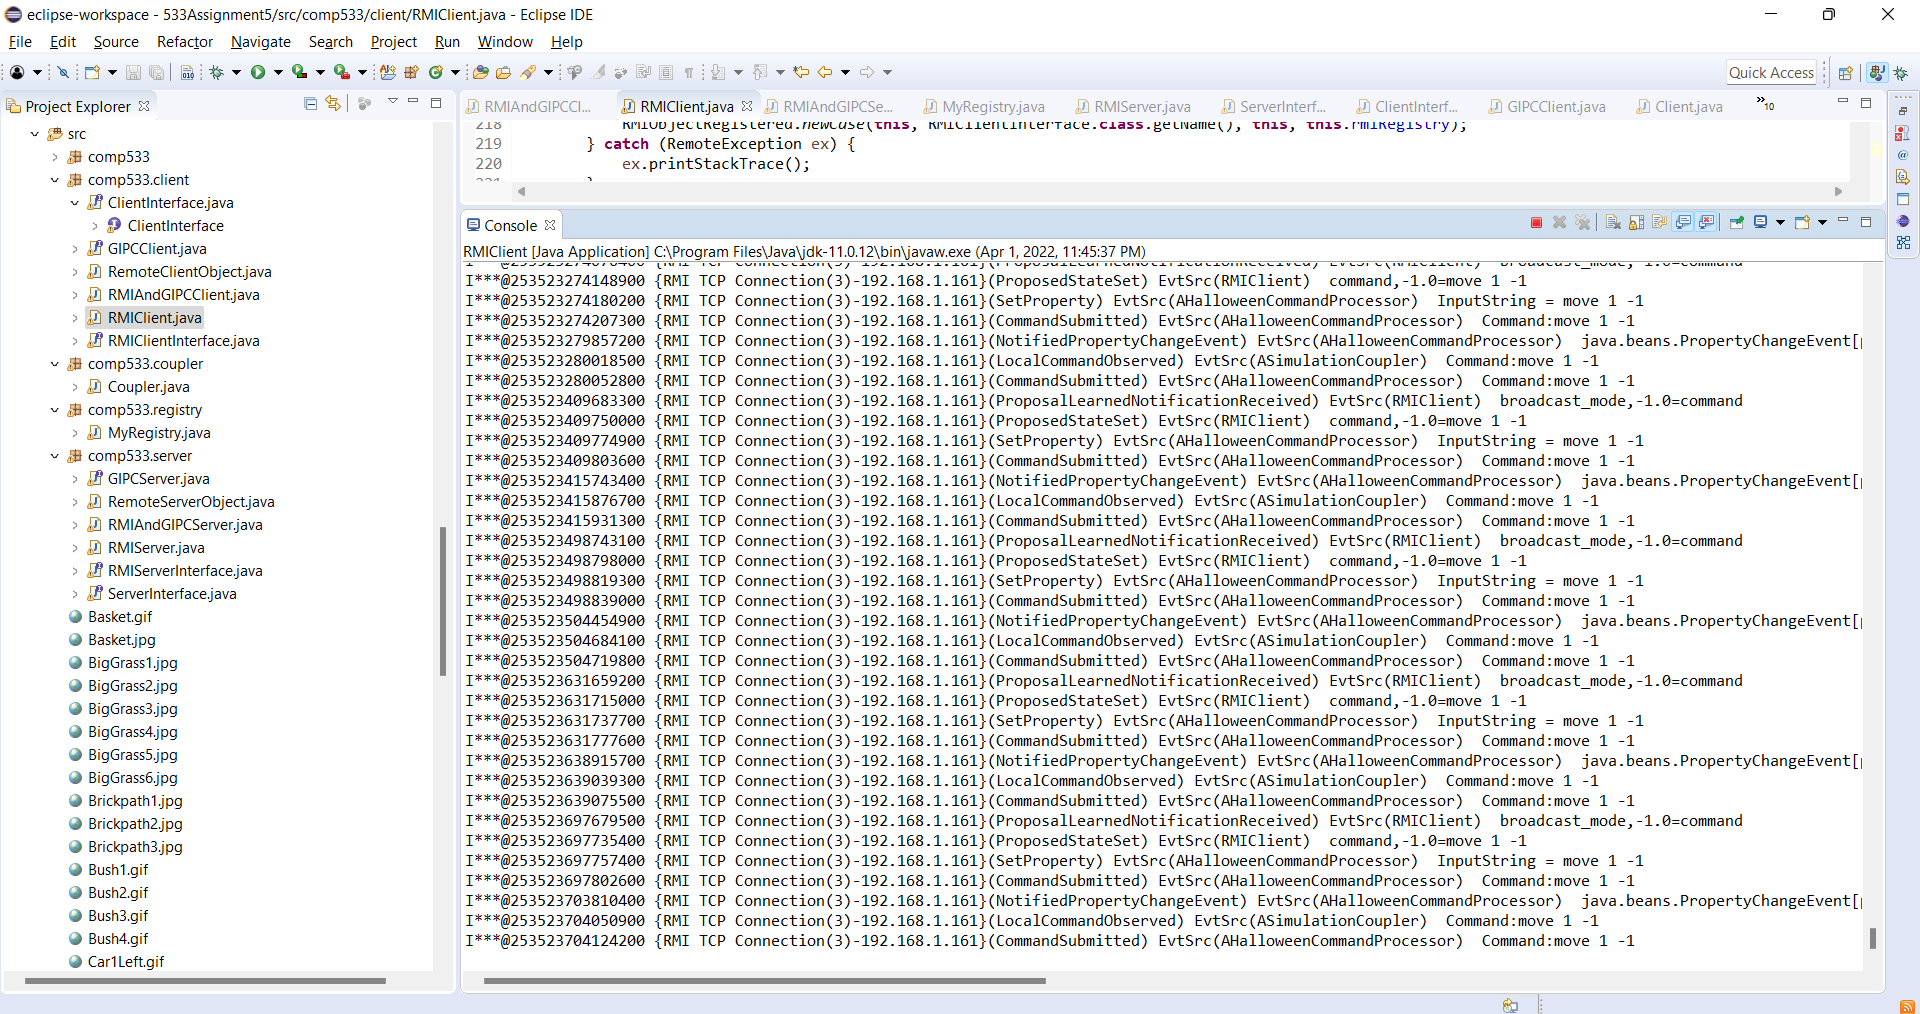 eclipse-workspace - 533Assignment5/src/comp533/client/RMIClient.java - Eclipse IDE
File Edit Source Refactor Navigate Search Project Run Window Help
Quick Access
Project Explorer
src
comp533
comp533.client
ClientInterface.java
ClientInterface
GIPCClient.java
RemoteClientObject.java
RMIAndGIPCClient.java
RMIClient.java
RMIClientInterface.java
comp533.coupler
Coupler.java
comp533.registry
MyRegistry.java
comp533.server
GIPCServer.java
RemoteServerObject.java
RMIAndGIPCServer.java
RMIServer.java
RMIServerInterface.java
ServerInterface.java
Basket.gif
Basket.jpg
BigGrass1.jpg
BigGrass2.jpg
BigGrass3.jpg
BigGrass4.jpg
BigGrass5.jpg
BigGrass6.jpg
Brickpath1.jpg
Brickpath2.jpg
Brickpath3.jpg
Bush1.gif
Bush2.gif
Bush3.gif
Bush4.gif
Car1Left.gif
RMIAndGIPCCl... RMIClient.java RMIAndGIPCSe... MyRegistry.java RMIServer.java ServerInterf... ClientInterf... GIPCClient.java Client.java »10
218 RMIObjectRegistered.newCase(this, RMIClientInterface.class.getName(), this, this.rmiRegistry);
219 } catch (RemoteException ex) {
220 ex.printStackTrace();
Console
RMIClient [Java Application] C:\Program Files\Java\jdk-11.0.12\bin\javaw.exe (Apr 1, 2022, 11:45:37 PM)
I***@253523274148900 {RMI TCP Connection(3)-192.168.1.161}(ProposedStateSet) EvtSrc(RMIClient) command,-1.0=move 1 -1
I***@253523274180200 {RMI TCP Connection(3)-192.168.1.161}(SetProperty) EvtSrc(AHalloweenCommandProcessor) InputString = move 1 -1
I***@253523274207300 {RMI TCP Connection(3)-192.168.1.161}(CommandSubmitted) EvtSrc(AHalloweenCommandProcessor) Command:move 1 -1
I***@253523279857200 {RMI TCP Connection(3)-192.168.1.161}(NotifiedPropertyChangeEvent) EvtSrc(AHalloweenCommandProcessor) java.beans.PropertyChangeEvent[
I***@253523280018500 {RMI TCP Connection(3)-192.168.1.161}(LocalCommandObserved) EvtSrc(ASimulationCoupler) Command:move 1 -1
I***@253523280052800 {RMI TCP Connection(3)-192.168.1.161}(CommandSubmitted) EvtSrc(AHalloweenCommandProcessor) Command:move 1 -1
I***@253523409683300 {RMI TCP Connection(3)-192.168.1.161}(ProposalLearnedNotificationReceived) EvtSrc(RMIClient) broadcast_mode,-1.0=command
I***@253523409750000 {RMI TCP Connection(3)-192.168.1.161}(ProposedStateSet) EvtSrc(RMIClient) command,-1.0=move 1 -1
I***@253523409774900 {RMI TCP Connection(3)-192.168.1.161}(SetProperty) EvtSrc(AHalloweenCommandProcessor) InputString = move 1 -1
I***@253523409803600 {RMI TCP Connection(3)-192.168.1.161}(CommandSubmitted) EvtSrc(AHalloweenCommandProcessor) Command:move 1 -1
I***@253523415743400 {RMI TCP Connection(3)-192.168.1.161}(NotifiedPropertyChangeEvent) EvtSrc(AHalloweenCommandProcessor) java.beans.PropertyChangeEvent[
I***@253523415876700 {RMI TCP Connection(3)-192.168.1.161}(LocalCommandObserved) EvtSrc(ASimulationCoupler) Command:move 1 -1
I***@253523415931300 {RMI TCP Connection(3)-192.168.1.161}(CommandSubmitted) EvtSrc(AHalloweenCommandProcessor) Command:move 1 -1
I***@253523498743100 {RMI TCP Connection(3)-192.168.1.161}(ProposalLearnedNotificationReceived) EvtSrc(RMIClient) broadcast_mode,-1.0=command
I***@253523498798000 {RMI TCP Connection(3)-192.168.1.161}(ProposedStateSet) EvtSrc(RMIClient) command,-1.0=move 1 -1
I***@253523498819300 {RMI TCP Connection(3)-192.168.1.161}(SetProperty) EvtSrc(AHalloweenCommandProcessor) InputString = move 1 -1
I***@253523498839000 {RMI TCP Connection(3)-192.168.1.161}(CommandSubmitted) EvtSrc(AHalloweenCommandProcessor) Command:move 1 -1
I***@253523504454900 {RMI TCP Connection(3)-192.168.1.161}(NotifiedPropertyChangeEvent) EvtSrc(AHalloweenCommandProcessor) java.beans.PropertyChangeEvent[
I***@253523504684100 {RMI TCP Connection(3)-192.168.1.161}(LocalCommandObserved) EvtSrc(ASimulationCoupler) Command:move 1 -1
I***@253523504719800 {RMI TCP Connection(3)-192.168.1.161}(CommandSubmitted) EvtSrc(AHalloweenCommandProcessor) Command:move 1 -1
I***@253523631659200 {RMI TCP Connection(3)-192.168.1.161}(ProposalLearnedNotificationReceived) EvtSrc(RMIClient) broadcast_mode,-1.0=command
I***@253523631715000 {RMI TCP Connection(3)-192.168.1.161}(ProposedStateSet) EvtSrc(RMIClient) command,-1.0=move 1 -1
I***@253523631737700 {RMI TCP Connection(3)-192.168.1.161}(SetProperty) EvtSrc(AHalloweenCommandProcessor) InputString = move 1 -1
I***@253523631777600 {RMI TCP Connection(3)-192.168.1.161}(CommandSubmitted) EvtSrc(AHalloweenCommandProcessor) Command:move 1 -1
I***@253523638915700 {RMI TCP Connection(3)-192.168.1.161}(NotifiedPropertyChangeEvent) EvtSrc(AHalloweenCommandProcessor) java.beans.PropertyChangeEvent[
I***@253523639039300 {RMI TCP Connection(3)-192.168.1.161}(LocalCommandObserved) EvtSrc(ASimulationCoupler) Command:move 1 -1
I***@253523639075500 {RMI TCP Connection(3)-192.168.1.161}(CommandSubmitted) EvtSrc(AHalloweenCommandProcessor) Command:move 1 -1
I***@253523697679500 {RMI TCP Connection(3)-192.168.1.161}(ProposalLearnedNotificationReceived) EvtSrc(RMIClient) broadcast_mode,-1.0=command
I***@253523697735400 {RMI TCP Connection(3)-192.168.1.161}(ProposedStateSet) EvtSrc(RMIClient) command,-1.0=move 1 -1
I***@253523697757400 {RMI TCP Connection(3)-192.168.1.161}(SetProperty) EvtSrc(AHalloweenCommandProcessor) InputString = move 1 -1
I***@253523697802600 {RMI TCP Connection(3)-192.168.1.161}(CommandSubmitted) EvtSrc(AHalloweenCommandProcessor) Command:move 1 -1
I***@253523703810400 {RMI TCP Connection(3)-192.168.1.161}(NotifiedPropertyChangeEvent) EvtSrc(AHalloweenCommandProcessor) java.beans.PropertyChangeEvent[
I***@253523704050900 {RMI TCP Connection(3)-192.168.1.161}(LocalCommandObserved) EvtSrc(ASimulationCoupler) Command:move 1 -1
I***@253523704124200 {RMI TCP Connection(3)-192.168.1.161}(CommandSubmitted) EvtSrc(AHalloweenCommandProcessor) Command:move 1 -1